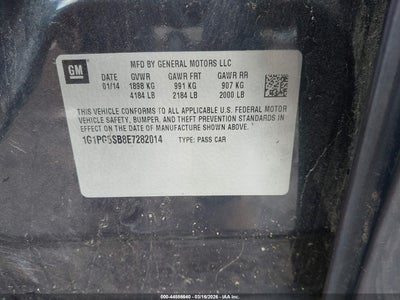 GM
MFD BY GENERAL MOTORS LLC
DATE GVWR GAWR FRT GAWR RR
01/14 1898 KG 991 KG 907 KG
4184 LB 2184 LB 2000 LB
THIS VEHICLE CONFORMS TO ALL APPLICABLE U.S. FEDERAL MOTOR
VEHICLE SAFETY, BUMPER, AND THEFT PREVENTION STANDARDS IN
EFFECT ON THE DATE OF MANUFACTURE SHOWN ABOVE.
1G1PG5SB8E7282014 TYPE: PASS CAR
000-44556640 - 03/18/2026 - © IAA, Inc